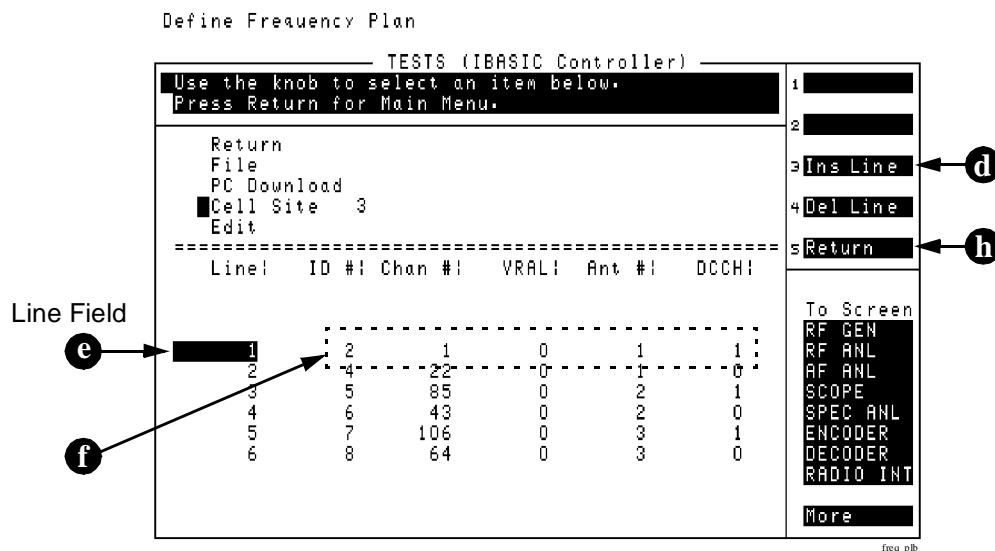 Define Frequency Plan
TESTS (IBASIC Controller)
Use the knob to select an item below.
Press Return for Main Menu.
Return
File
PC Download
Cell Site 3
Edit
================================================
Line| ID #| Chan #| VRAL| Ant #| DCCH|
1 2 1 0 1 1
2 4 22 0 1 0
3 5 85 0 2 1
4 6 43 0 2 0
5 7 106 0 3 1
6 8 64 0 3 0
Line Field
e
f
1
2
3 Ins Line
d
4 Del Line
5 Return
h
To Screen
RF GEN
RF ANL
AF ANL
SCOPE
SPEC ANL
ENCODER
DECODER
RADIO INT
More
freq_plb